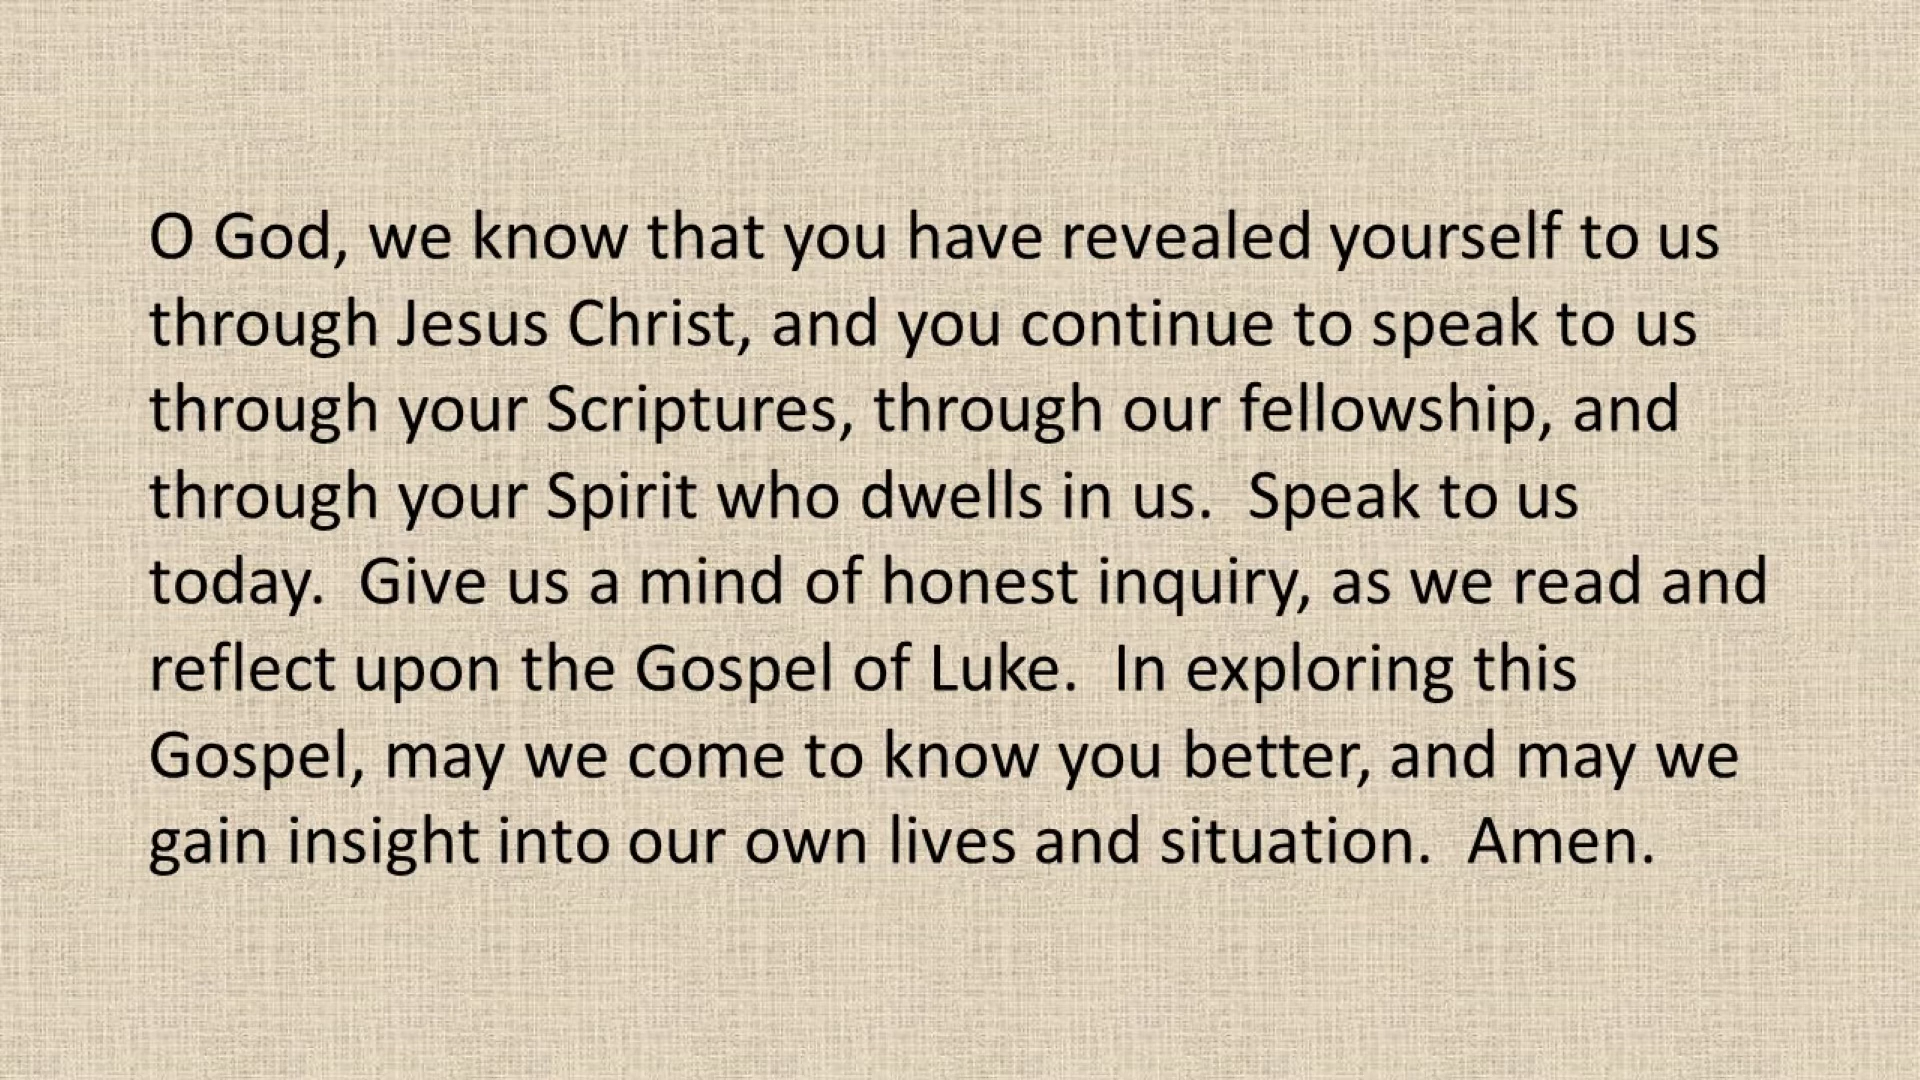 O God, we know that you have revealed yourself to us
through Jesus Christ, and you continue to speak to us
through your Scriptures, through our fellowship, and
through your Spirit who dwells in us.  Speak to us
today.  Give us a mind of honest inquiry, as we read and
reflect upon the Gospel of Luke.  In exploring this
Gospel, may we come to know you better, and may we
gain insight into our own lives and situation.  Amen.